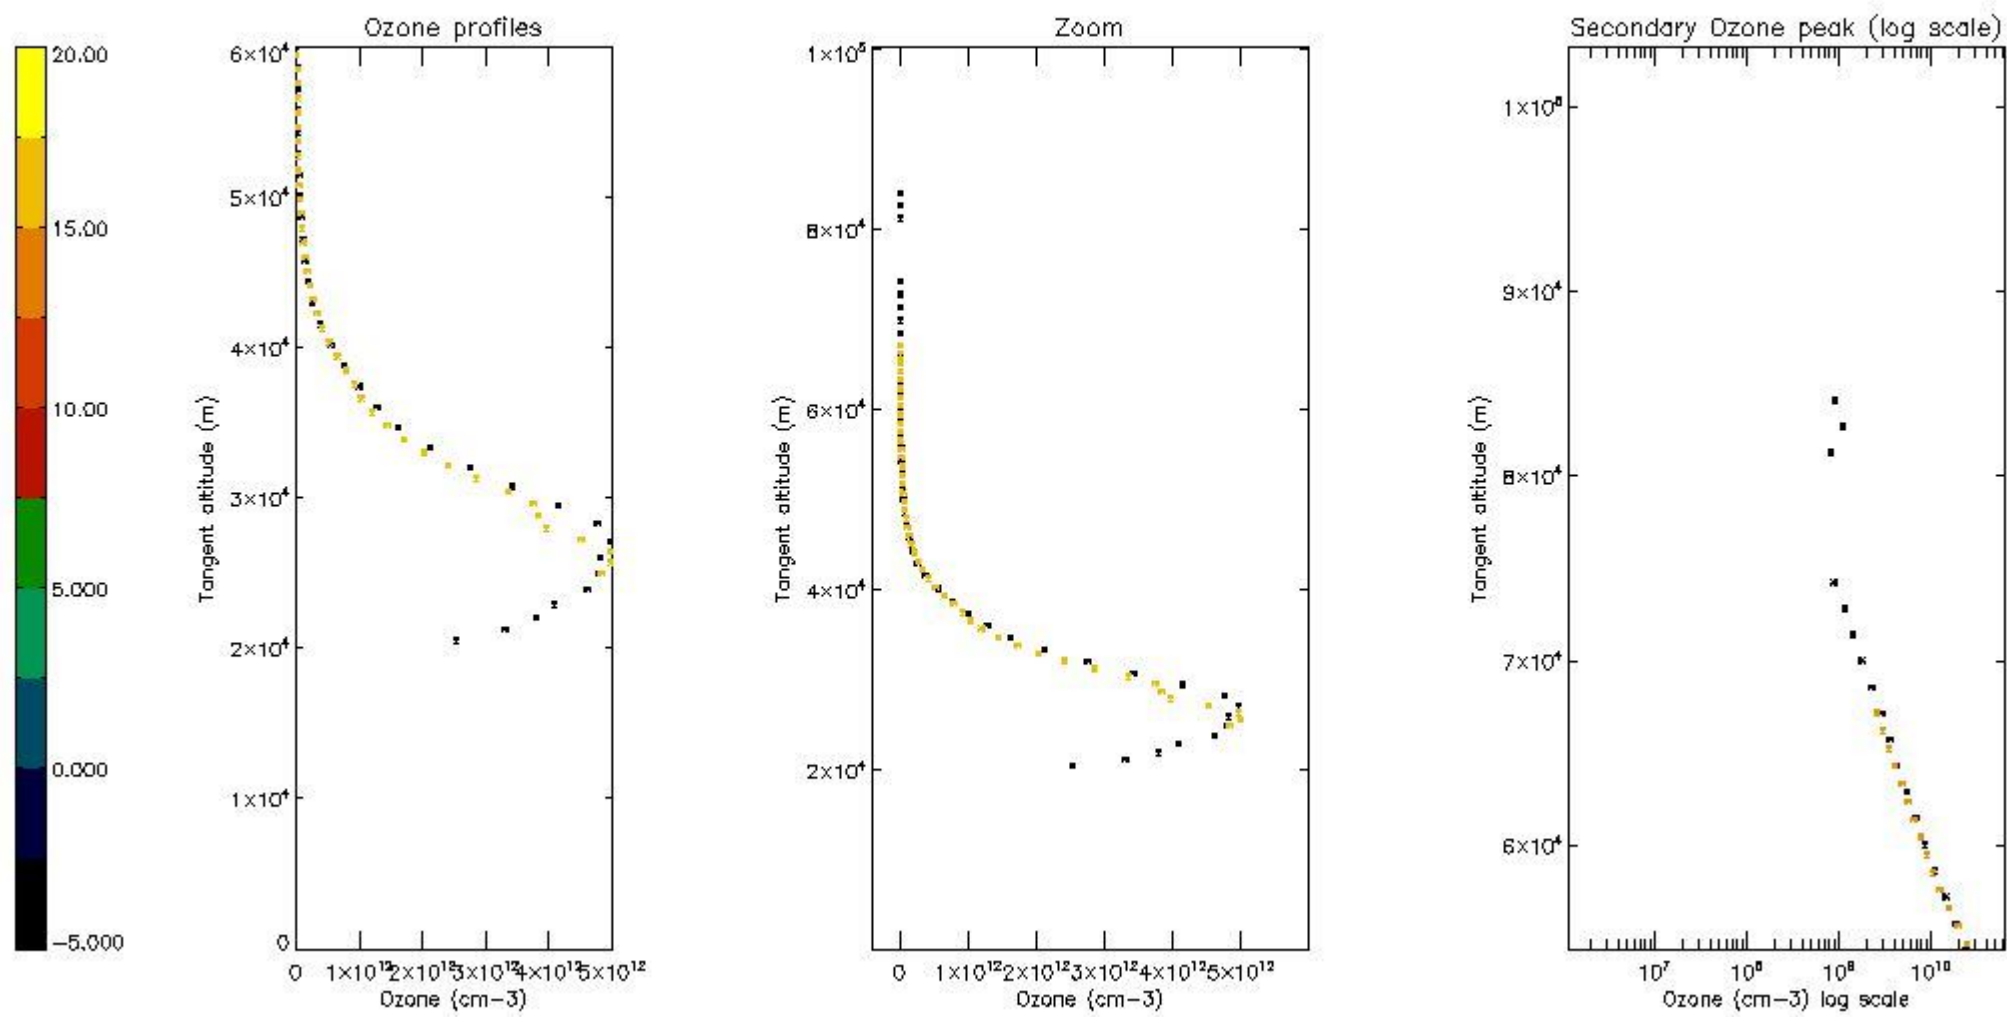 Ozone profiles
Zoom
Secondary Ozone peak (log scale)
20.00
15.00
10.00
5.000
0.000
−5.000
6×10⁴
5×10⁴
4×10⁴
3×10⁴
2×10⁴
1×10⁴
0
Tangent altitude (m)
0 1×10¹² 2×10¹² 3×10¹² 4×10¹² 5×10¹²
Ozone (cm−3)
1×10⁵
8×10⁴
6×10⁴
4×10⁴
2×10⁴
Tangent altitude (m)
0 1×10¹² 2×10¹² 3×10¹² 4×10¹² 5×10¹²
Ozone (cm−3)
1×10⁵
9×10⁴
8×10⁴
7×10⁴
6×10⁴
Tangent altitude (m)
10⁷ 10⁸ 10⁹ 10¹⁰
Ozone (cm−3) log scale